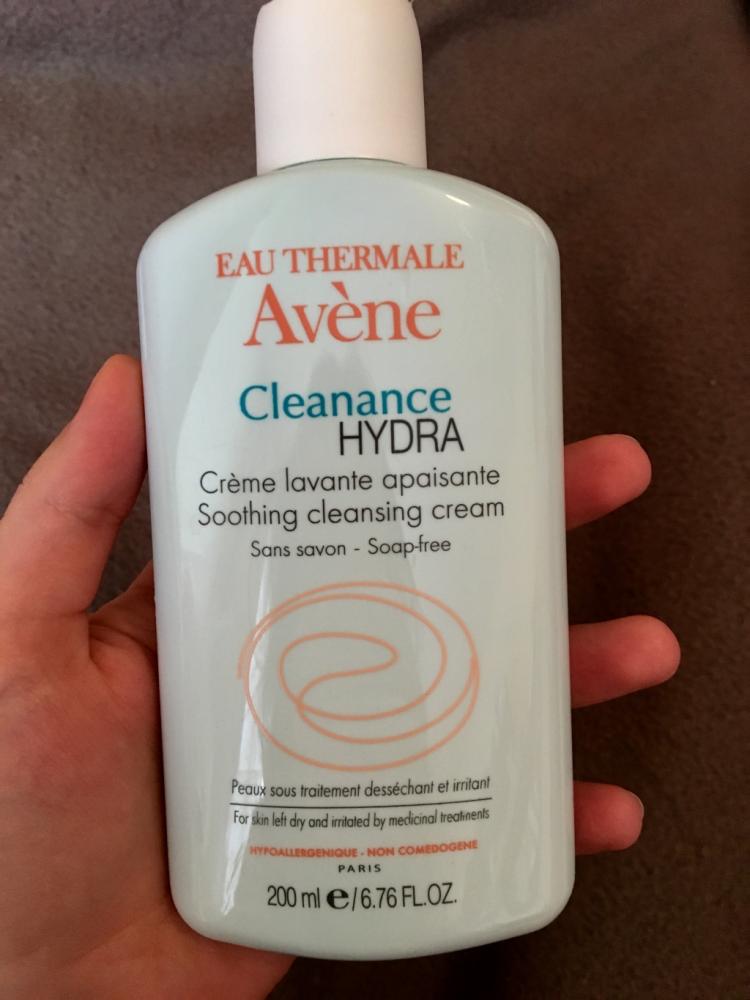 EAU THERMALE
Avène
Cleanance
HYDRA
Crème lavante apaisante
Soothing cleansing cream
Sans savon - Soap-free
Peaux sous traitement desséchant et irritant
For skin left dry and irritated by medicinal treatments
HYPOALLERGENIQUE - NON COMEDOGENE
PARIS
200 ml e/6.76 FL.OZ.